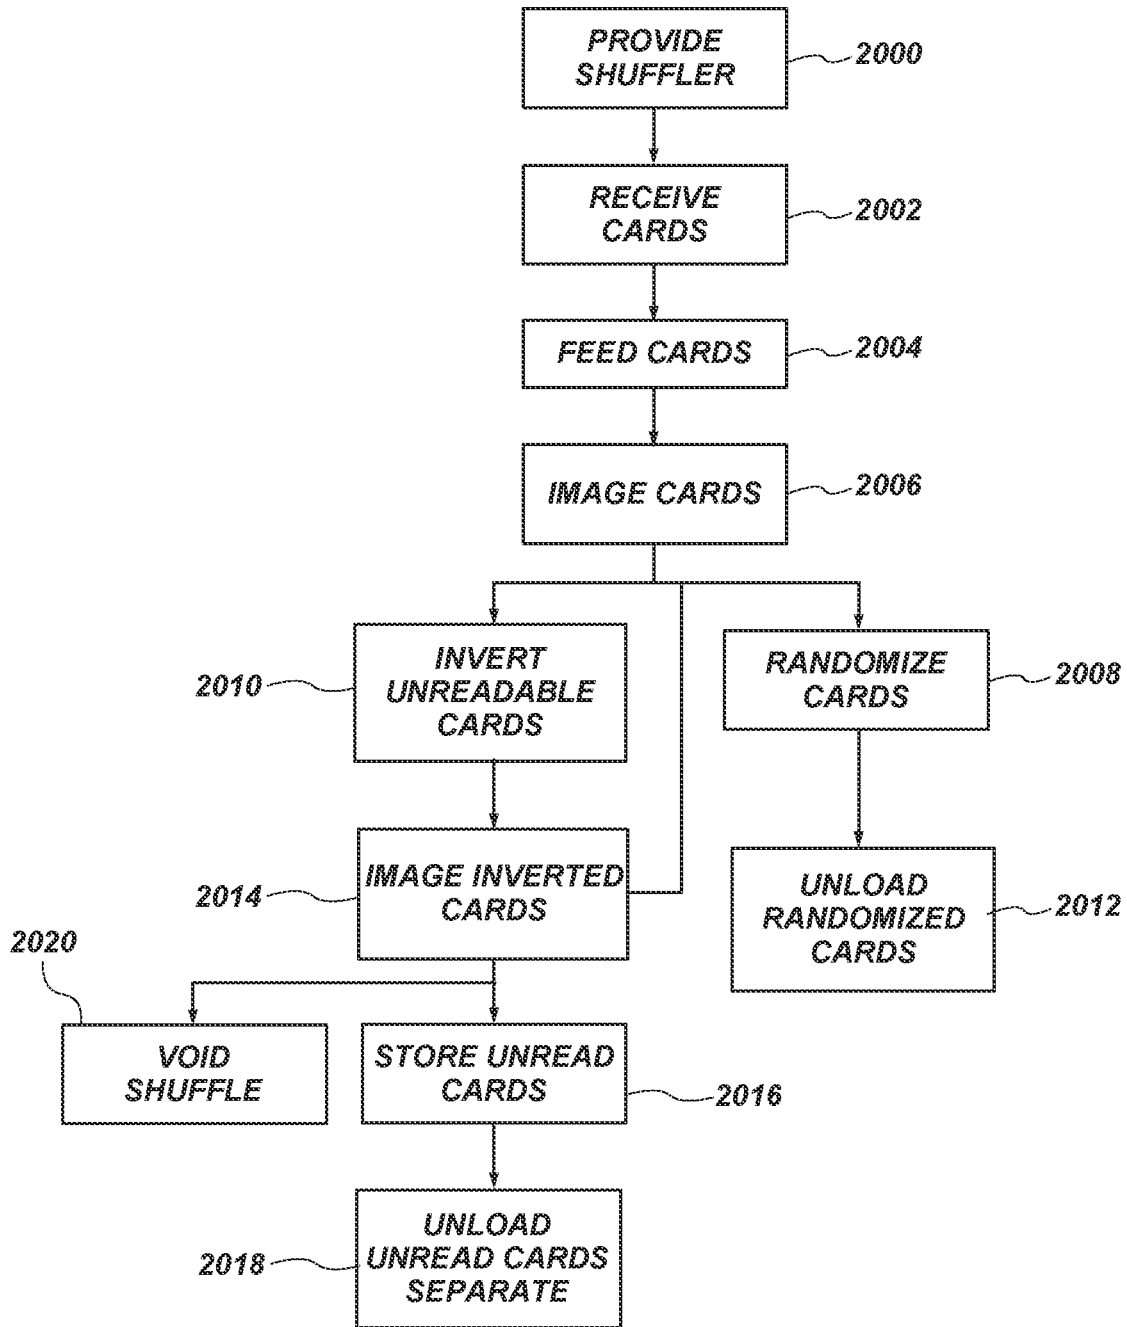 PROVIDE
SHUFFLER
2000
RECEIVE
CARDS
2002
FEED CARDS
2004
IMAGE CARDS
2006
INVERT
UNREADABLE
CARDS
2010
RANDOMIZE
CARDS
2008
IMAGE INVERTED
CARDS
2014
UNLOAD
RANDOMIZED
CARDS
2012
2020
VOID
SHUFFLE
STORE UNREAD
CARDS
2016
UNLOAD
UNREAD CARDS
SEPARATE
2018